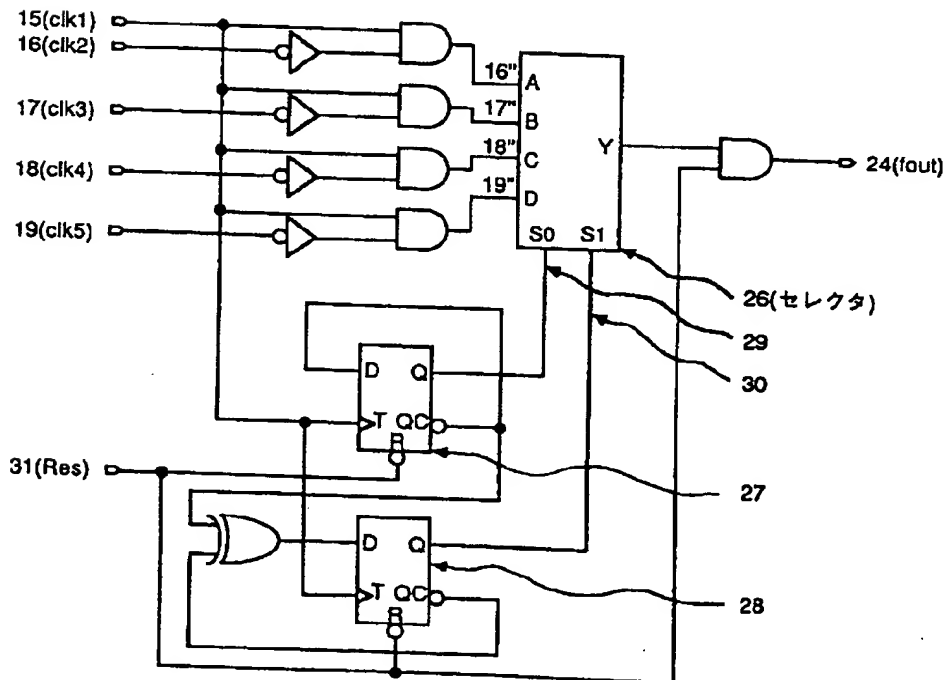 15(clk1)
16(clk2)
17(clk3)
18(clk4)
19(clk5)
16"
17"
18"
19"
A
B
C
D
Y
S0 S1
24(fout)
26(セレクタ)
29
30
D Q
T QC
27
31(Res)
D Q
T QC
28